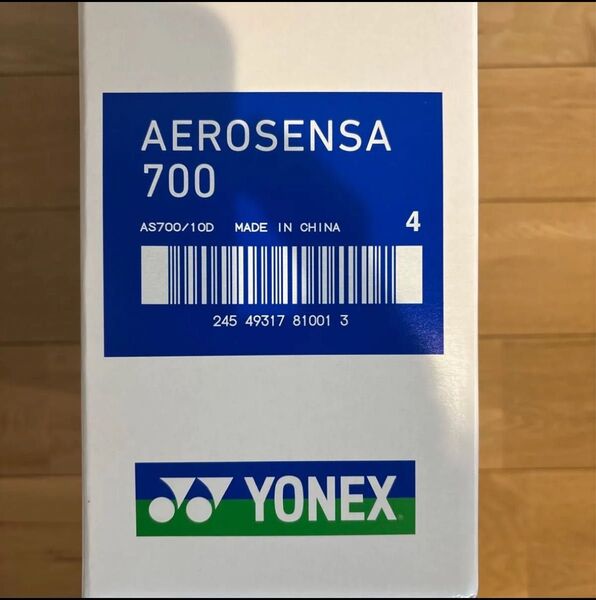 AEROSENSA
700
AS700/10D MADE IN CHINA 4
245 49317 81001 3
YONEX